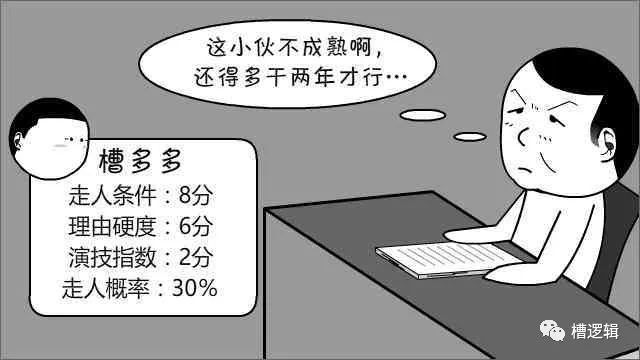 这小伙不成熟啊，
还得多干两年才行…
槽多多
走人条件：8分
理由硬度：6分
演技指数：2分
走人概率：30%
槽逻辑